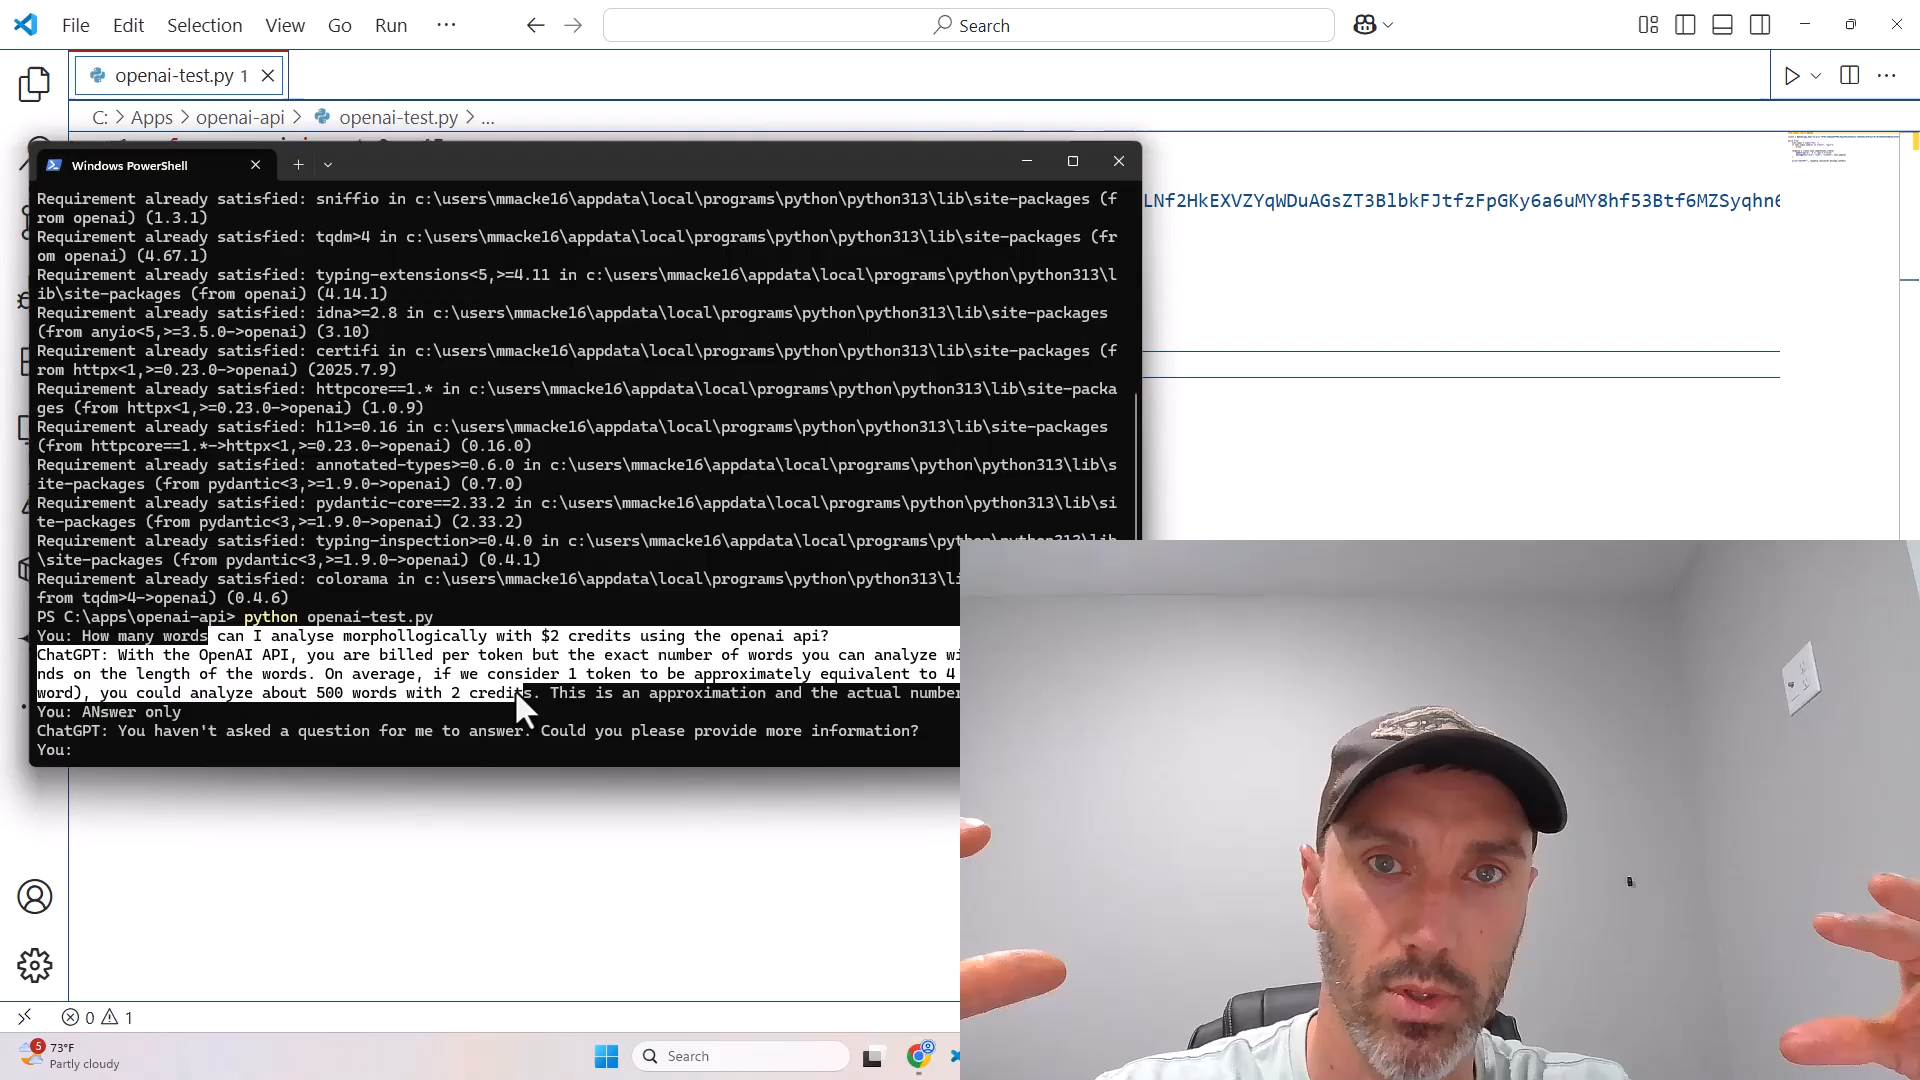 File Edit Selection View Go Run ... Search
openai-test.py 1
C: > Apps > openai-api > openai-test.py > ...
Windows PowerShell
Requirement already satisfied: sniffio in c:\users\mmacke16\appdata\local\programs\python\python313\lib\site-packages (f
rom openai) (1.3.1)
Requirement already satisfied: tqdm>4 in c:\users\mmacke16\appdata\local\programs\python\python313\lib\site-packages (fr
om openai) (4.67.1)
Requirement already satisfied: typing-extensions<5,>=4.11 in c:\users\mmacke16\appdata\local\programs\python\python313\l
ib\site-packages (from openai) (4.14.1)
Requirement already satisfied: idna>=2.8 in c:\users\mmacke16\appdata\local\programs\python\python313\lib\site-packages
(from anyio<5,>=3.5.0->openai) (3.10)
Requirement already satisfied: certifi in c:\users\mmacke16\appdata\local\programs\python\python313\lib\site-packages (f
rom httpx<1,>=0.23.0->openai) (2025.7.9)
Requirement already satisfied: httpcore==1.* in c:\users\mmacke16\appdata\local\programs\python\python313\lib\site-packa
ges (from httpx<1,>=0.23.0->openai) (1.0.9)
Requirement already satisfied: h11>=0.16 in c:\users\mmacke16\appdata\local\programs\python\python313\lib\site-packages
(from httpcore==1.*->httpx<1,>=0.23.0->openai) (0.16.0)
Requirement already satisfied: annotated-types>=0.6.0 in c:\users\mmacke16\appdata\local\programs\python\python313\lib\s
ite-packages (from pydantic<3,>=1.9.0->openai) (0.7.0)
Requirement already satisfied: pydantic-core==2.33.2 in c:\users\mmacke16\appdata\local\programs\python\python313\lib\si
te-packages (from pydantic<3,>=1.9.0->openai) (2.33.2)
Requirement already satisfied: typing-inspection>=0.4.0 in c:\users\mmacke16\appdata\local\programs\python\python313\lib
\site-packages (from pydantic<3,>=1.9.0->openai) (0.4.1)
Requirement already satisfied: colorama in c:\users\mmacke16\appdata\local\programs\python\python313\li
from tqdm>4->openai) (0.4.6)
PS C:\apps\openai-api> python openai-test.py
You: How many words can I analyse morphollogically with $2 credits using the openai api?
ChatGPT: With the OpenAI API, you are billed per token but the exact number of words you can analyze wi
nds on the length of the words. On average, if we consider 1 token to be approximately equivalent to 4
word), you could analyze about 500 words with 2 credits. This is an approximation and the actual number
You: ANswer only
ChatGPT: You haven't asked a question for me to answer. Could you please provide more information?
You:
0 1
5
73°F
Partly cloudy
Search